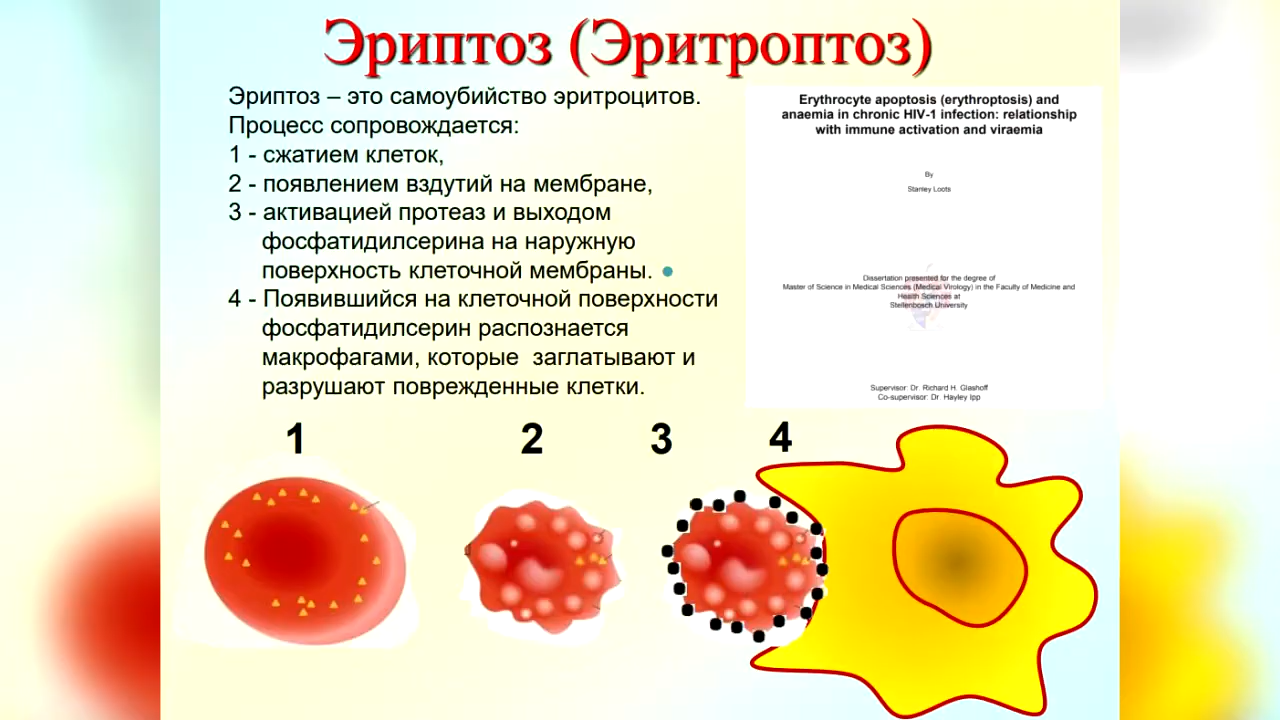 Эриптоз (Эритроптоз)
Эриптоз – это самоубийство эритроцитов.
Процесс сопровождается:
1 - сжатием клеток,
2 - появлением вздутий на мембране,
3 - активацией протеаз и выходом
фосфатидилсерина на наружную
поверхность клеточной мембраны.
4 - Появившийся на клеточной поверхности
фосфатидилсерин распознается
макрофагами, которые заглатывают и
разрушают поврежденные клетки.
Erythrocyte apoptosis (erythroptosis) and
anaemia in chronic HIV-1 infection: relationship
with immune activation and viraemia
By
Stanley Loots
Dissertation presented for the degree of
Master of Science in Medical Sciences (Medical Virology) in the Faculty of Medicine and
Health Sciences at
Stellenbosch University
Supervisor: Dr. Richard H. Glashoff
Co-supervisor: Dr. Hayley Ipp
1 2 3 4